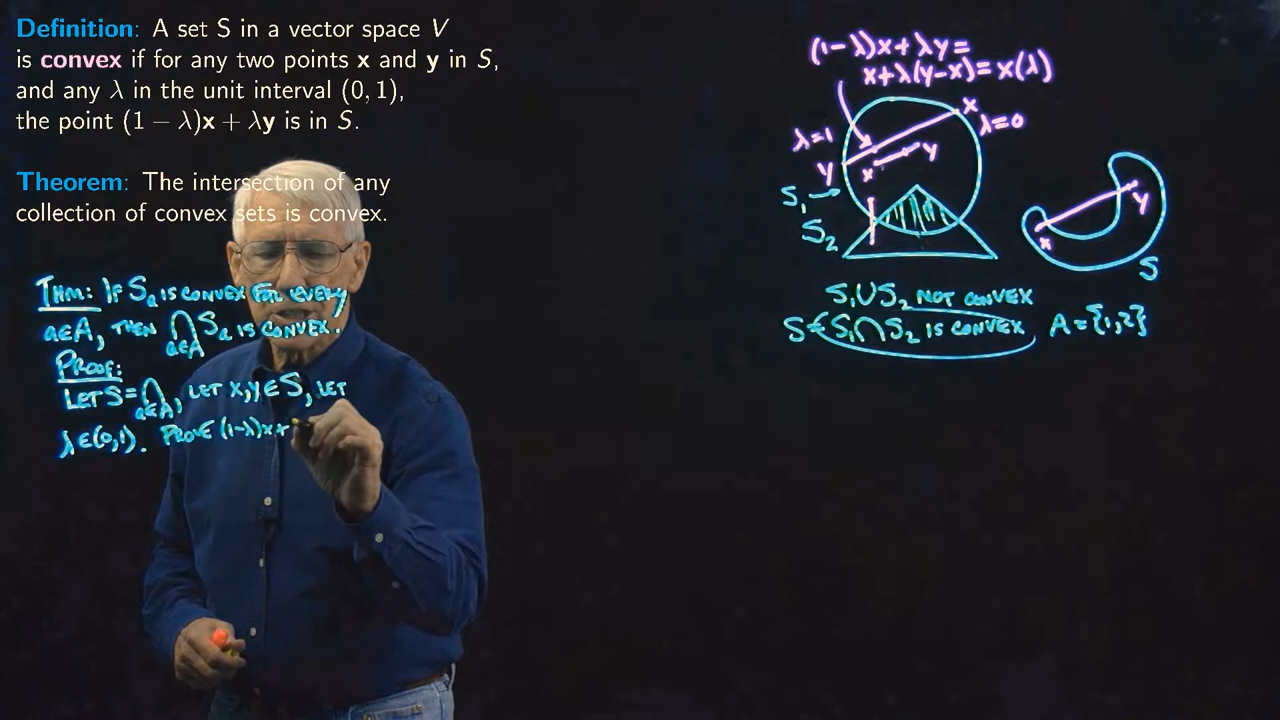 Definition: A set S in a vector space V
is convex if for any two points x and y in S,
and any λ in the unit interval (0, 1),
the point (1 − λ)x + λy is in S.
Theorem: The intersection of any
collection of convex sets is convex.
THM: IF Sₐ IS CONVEX FOR EVERY
a∈A, THEN ⋂ Sₐ IS CONVEX.
a∈A
PROOF:
LET S = ⋂ , LET x,y ∈ S, LET
a∈A
λ ∈ (0,1). PROVE (1-λ)x +
(1-λ)x + λy =
x + λ(y-x) = x(λ)
x
λ=0
λ=1
y
y
x
S₁
S₂
y
x
S
S₁∪S₂ NOT CONVEX
S = S₁∩S₂ IS CONVEX, A = {1,2}